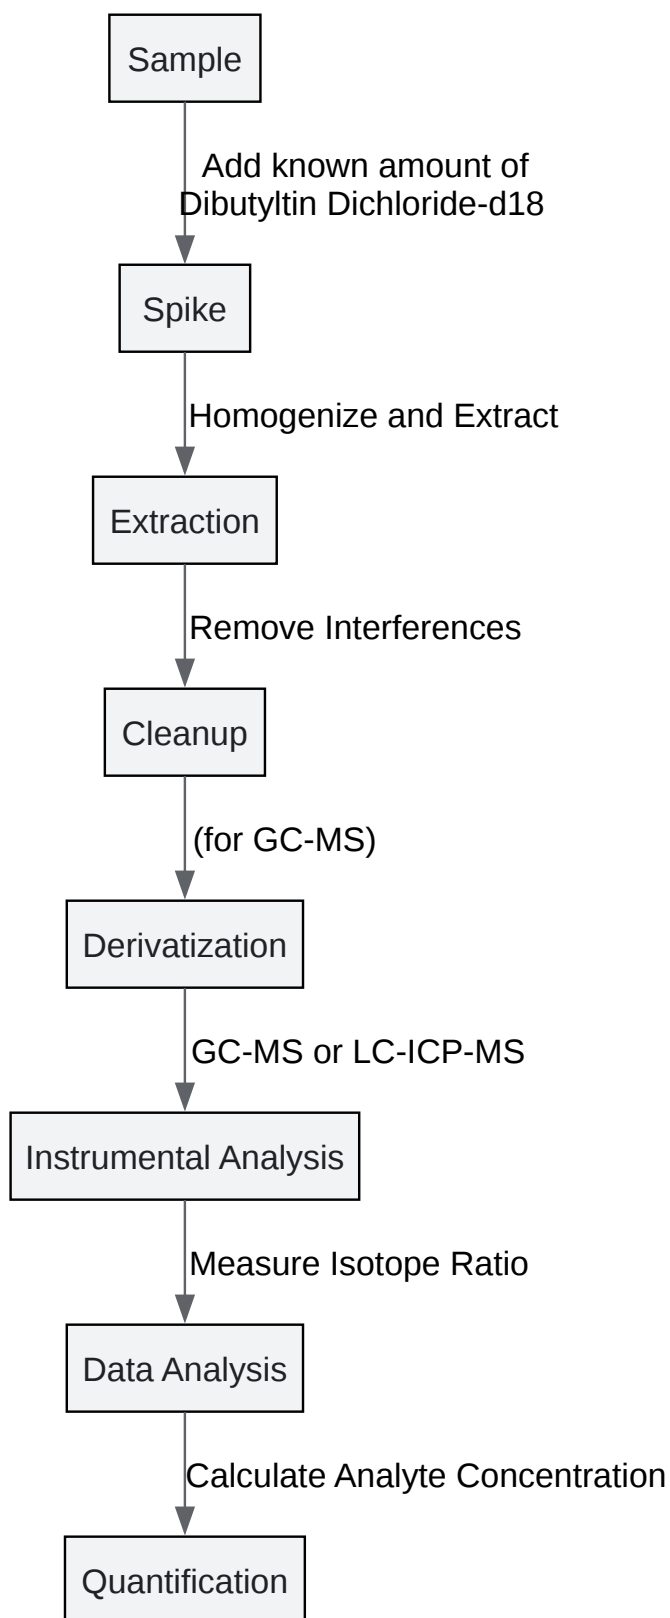 Sample
Add known amount of
Dibutyltin Dichloride-d18
Spike
Homogenize and Extract
Extraction
Remove Interferences
Cleanup
(for GC-MS)
Derivatization
GC-MS or LC-ICP-MS
Instrumental Analysis
Measure Isotope Ratio
Data Analysis
Calculate Analyte Concentration
Quantification